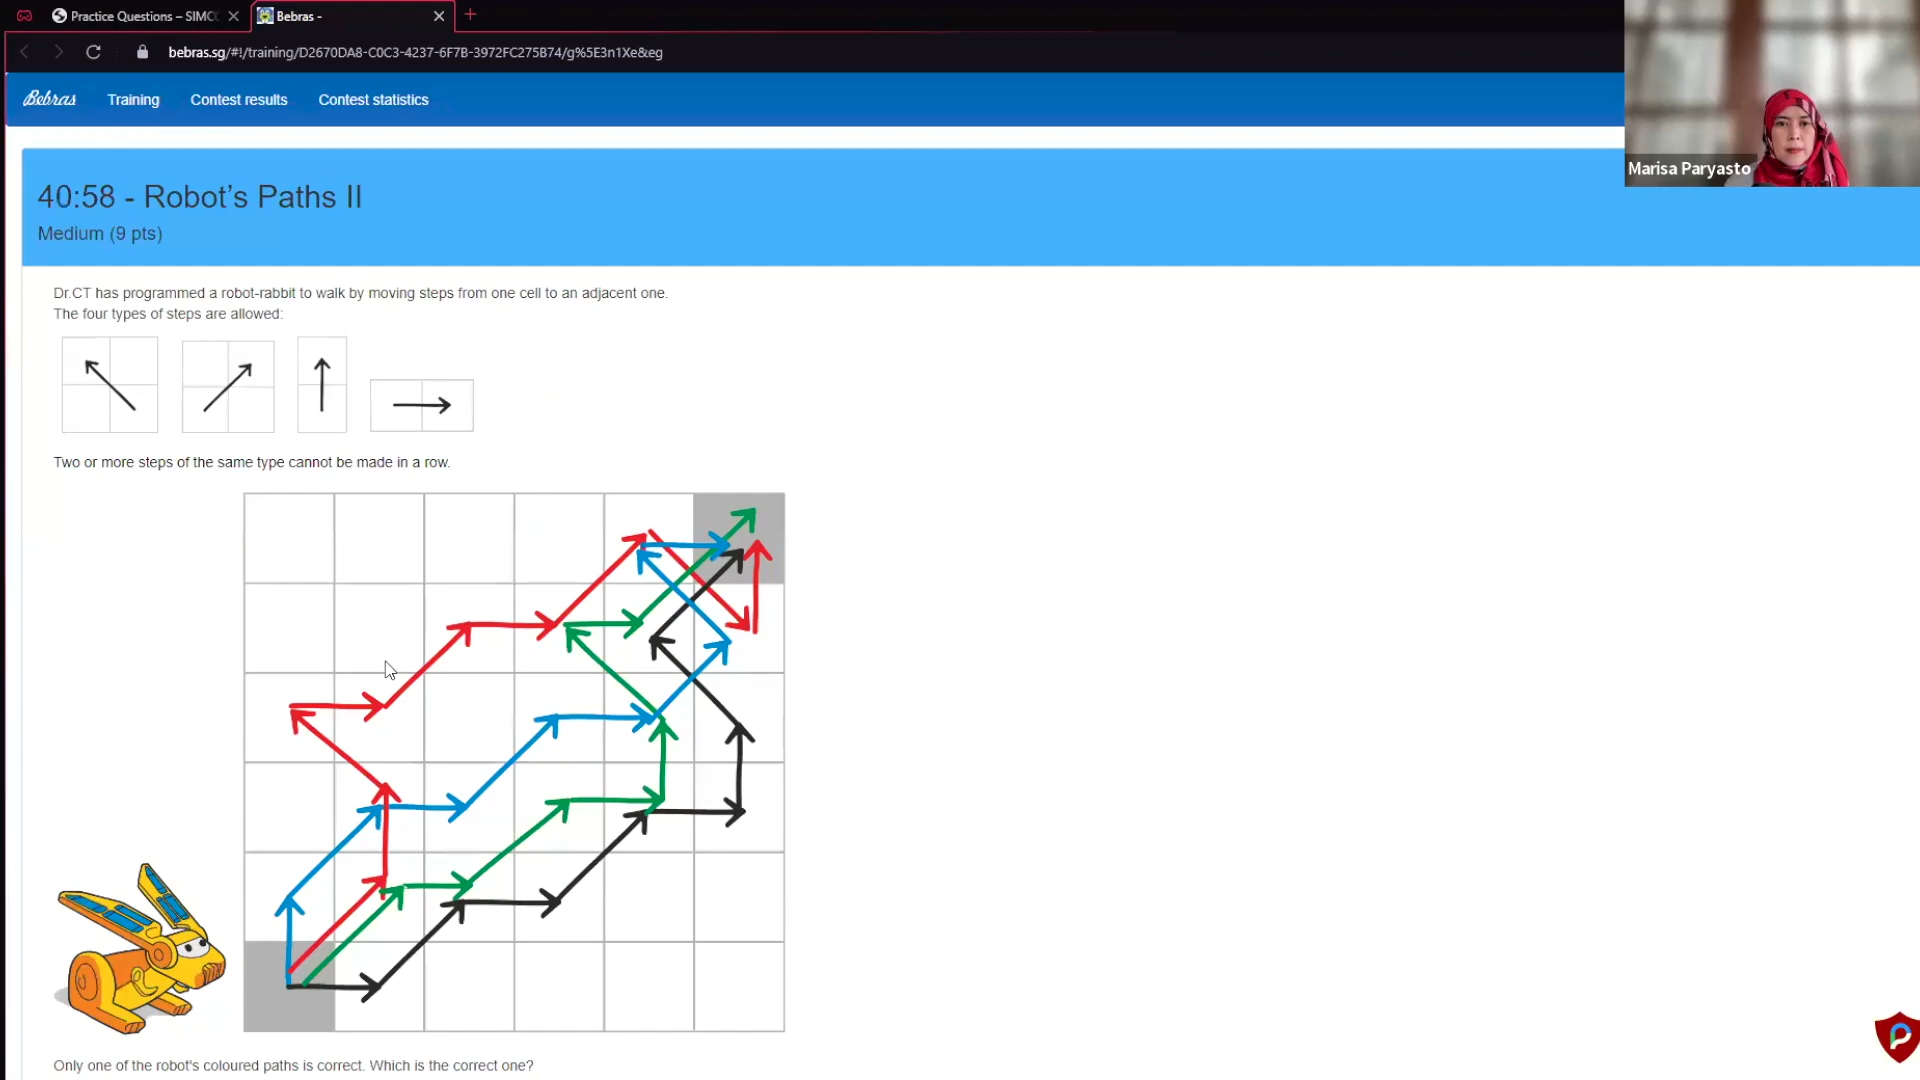 Practice Questions – SIMC
Bebras -
bebras.sg/#!/training/D2670DA8-C0C3-4237-6F7B-3972FC275B74/g%5E3n1Xe&eg
Bebras
Training
Contest results
Contest statistics
Marisa Paryasto
40:58 - Robot’s Paths II
Medium (9 pts)
Dr.CT has programmed a robot-rabbit to walk by moving steps from one cell to an adjacent one.
The four types of steps are allowed:
Two or more steps of the same type cannot be made in a row.
Only one of the robot's coloured paths is correct. Which is the correct one?